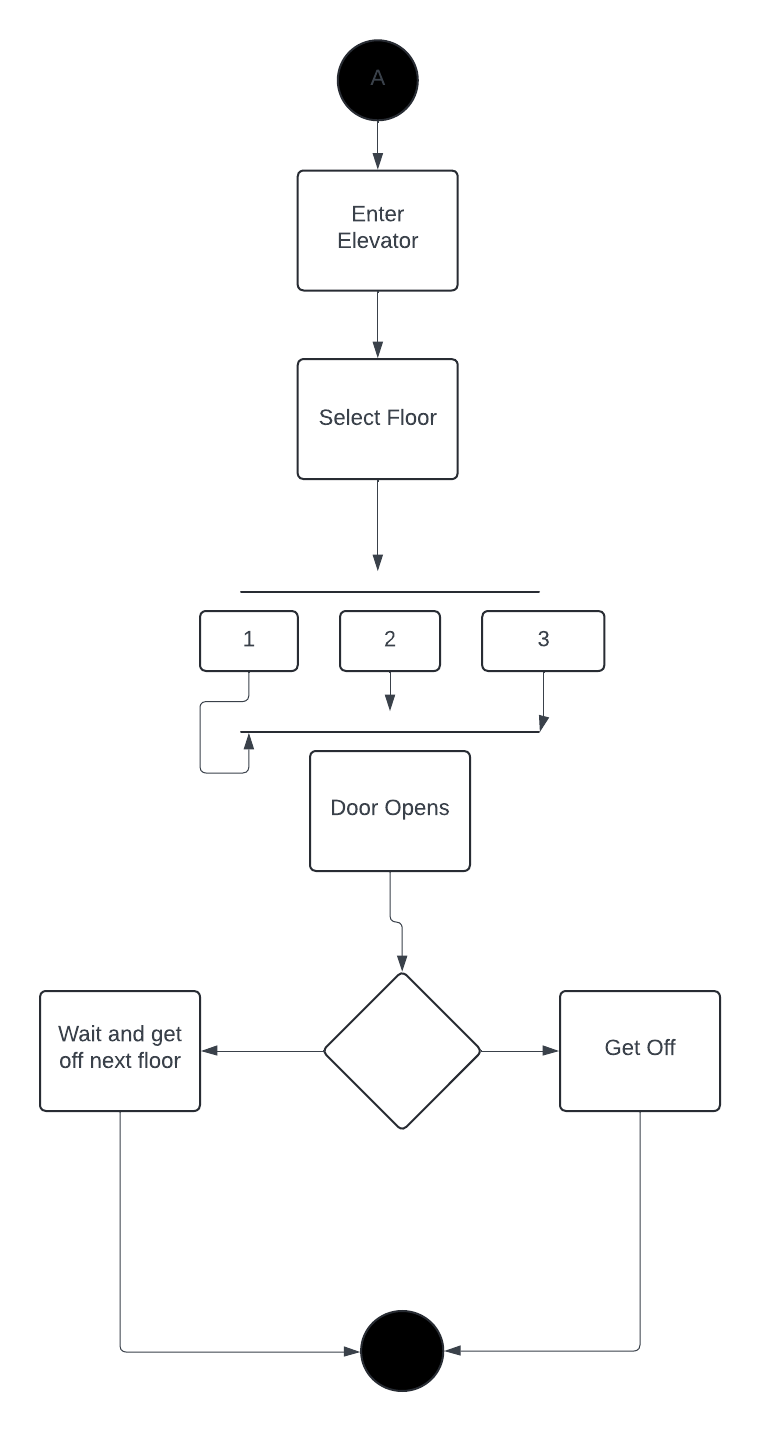 A
Enter
Elevator
Select Floor
1
2
3
Door Opens
Wait and get
off next floor
Get Off